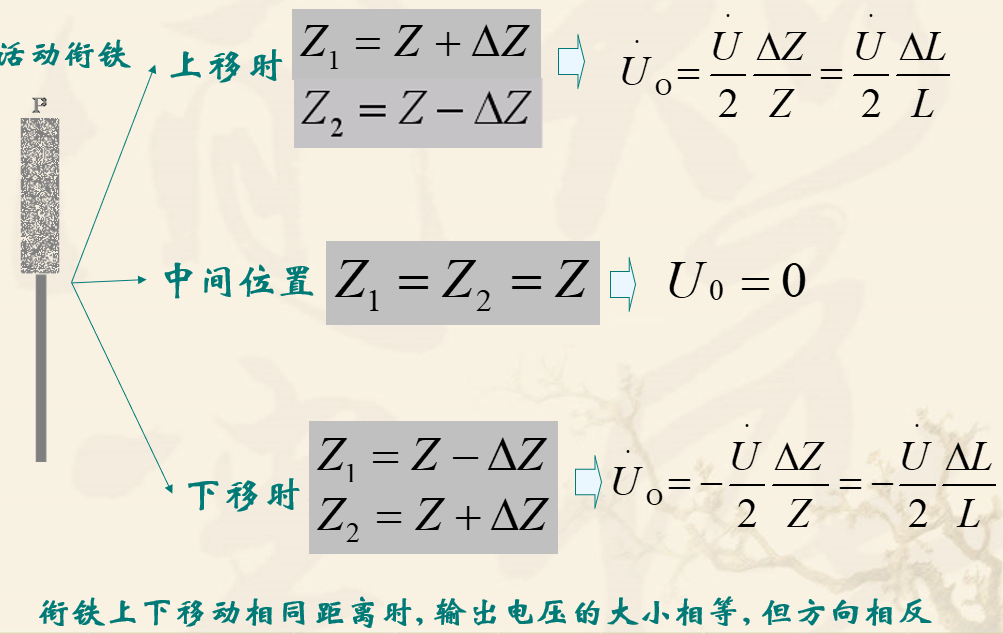 活动衔铁
P
上移时 Z₁ = Z + ΔZ
Z₂ = Z − ΔZ
U̇_O = U̇/2 ΔZ/Z = U̇/2 ΔL/L
中间位置 Z₁ = Z₂ = Z U₀ = 0
下移时 Z₁ = Z − ΔZ
Z₂ = Z + ΔZ
U̇_O = −U̇/2 ΔZ/Z = −U̇/2 ΔL/L
衔铁上下移动相同距离时,输出电压的大小相等,但方向相反